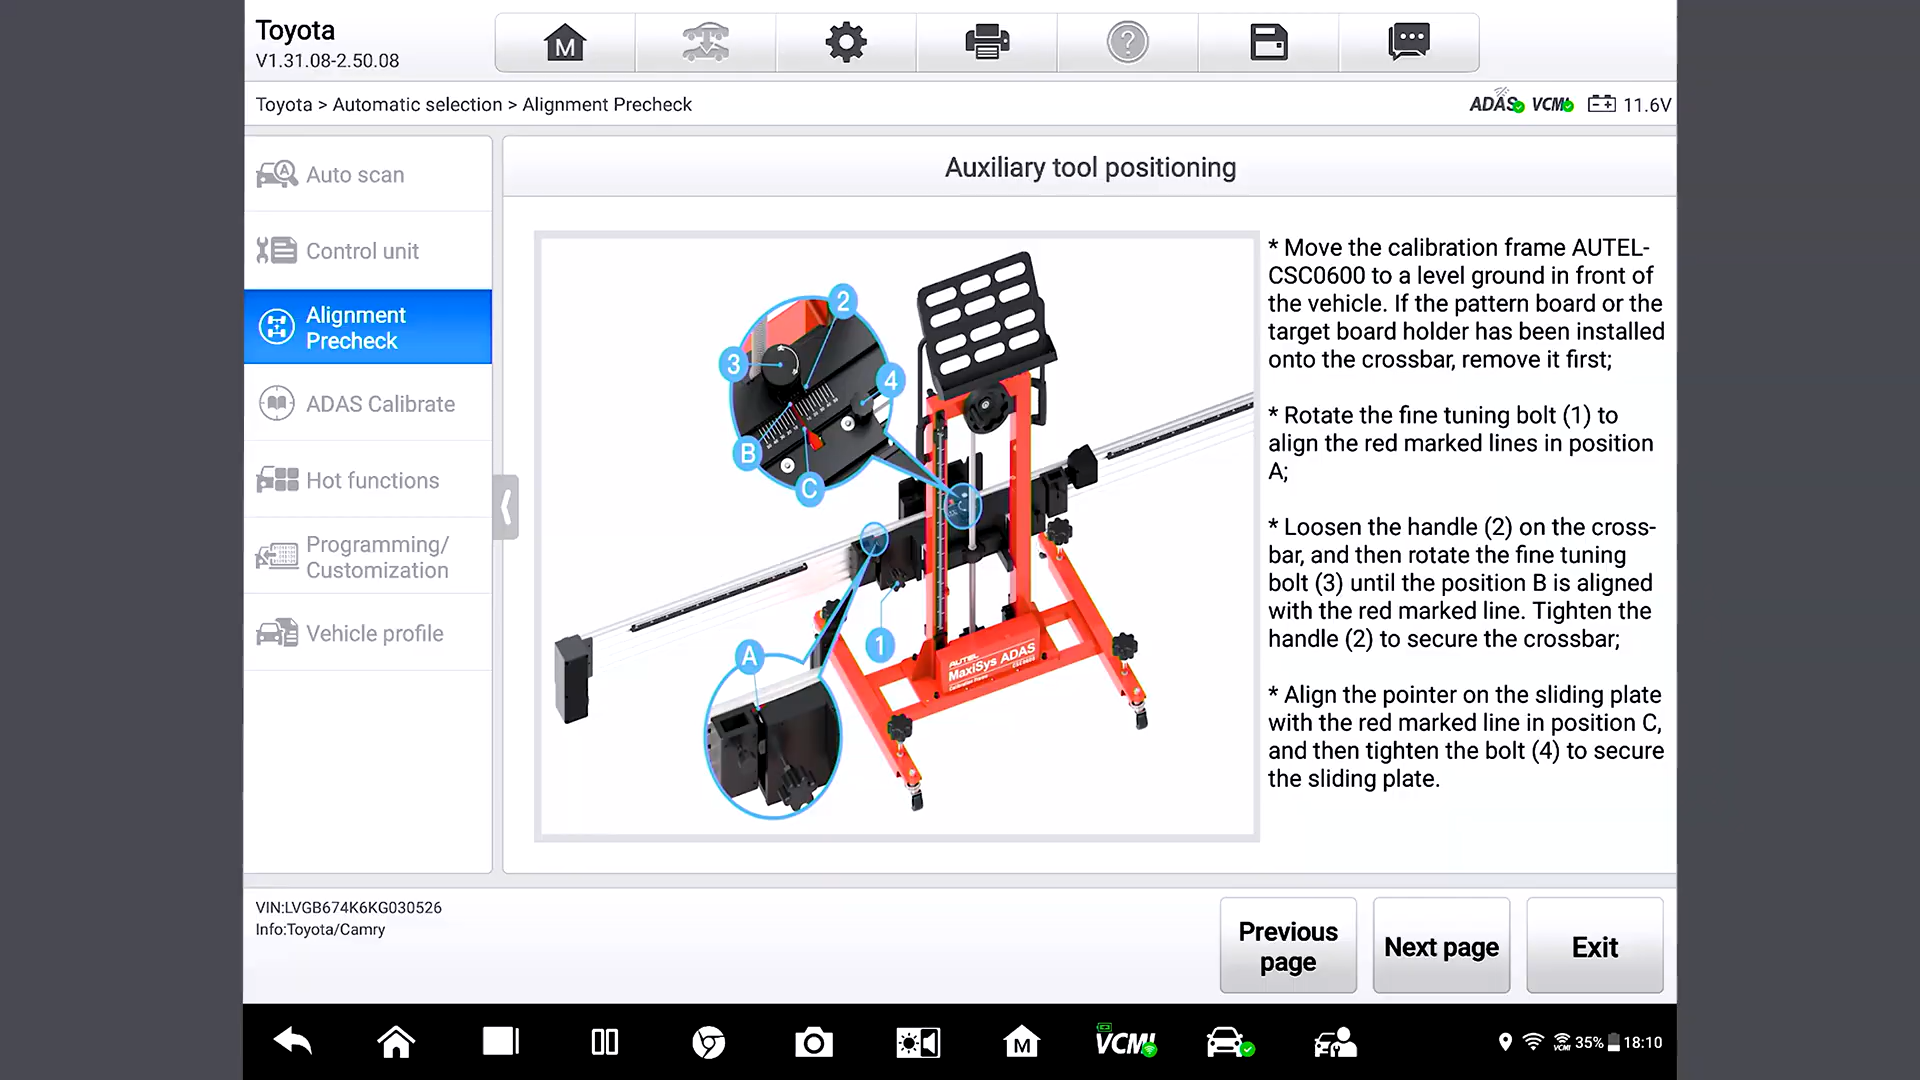 Toyota
V1.31.08-2.50.08
M
?
Toyota > Automatic selection > Alignment Precheck
ADAS VCMI 11.6V
Auto scan
Control unit
Alignment
Precheck
ADAS Calibrate
Hot functions
Programming/
Customization
Vehicle profile
Auxiliary tool positioning
2
3
4
B
C
1
A
AUTEL
MaxiSys ADAS
* Move the calibration frame AUTEL-
CSC0600 to a level ground in front of
the vehicle. If the pattern board or the
target board holder has been installed
onto the crossbar, remove it first;
* Rotate the fine tuning bolt (1) to
align the red marked lines in position
A;
* Loosen the handle (2) on the cross-
bar, and then rotate the fine tuning
bolt (3) until the position B is aligned
with the red marked line. Tighten the
handle (2) to secure the crossbar;
* Align the pointer on the sliding plate
with the red marked line in position C,
and then tighten the bolt (4) to secure
the sliding plate.
VIN:LVGB674K6KG030526
Info:Toyota/Camry
Previous
page
Next page
Exit
M
VCMI
VCMI 35% 18:10